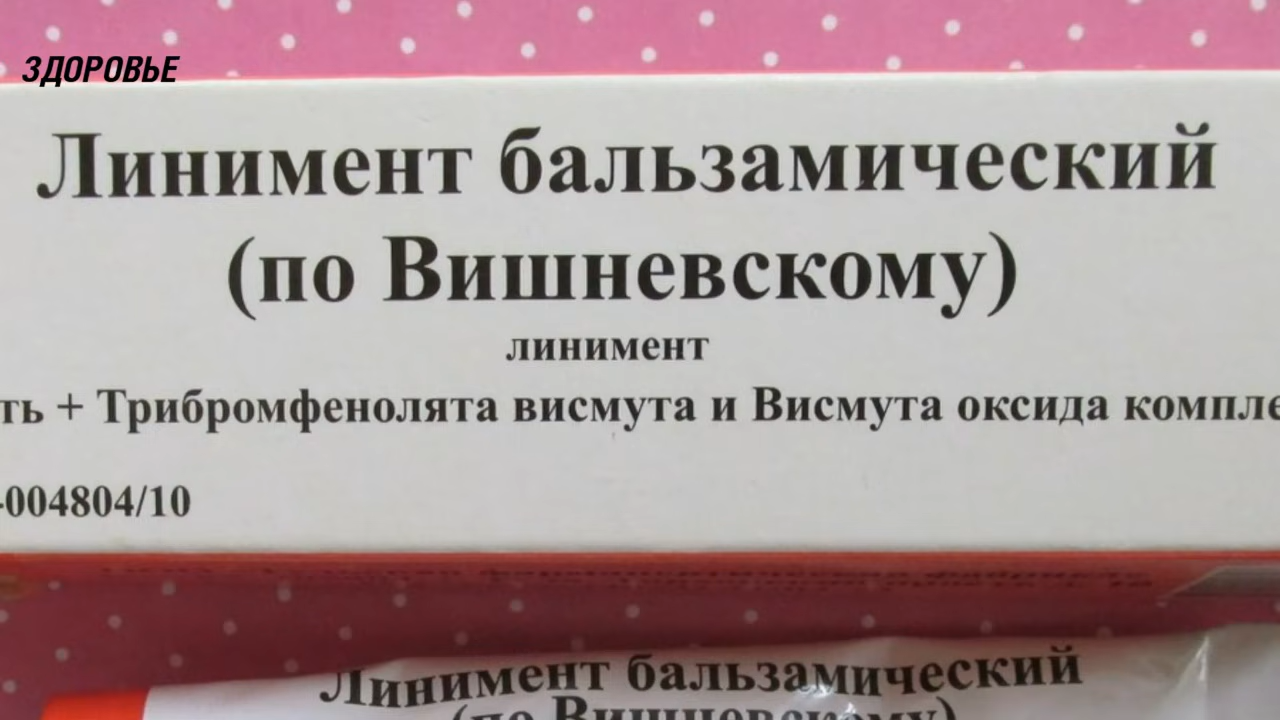 ЗДОРОВЬЕ
Линимент бальзамический
(по Вишневскому)
линимент
ть + Трибромфенолята висмута и Висмута оксида компле
-004804/10
Линимент бальзамический
(по Вишневскому)